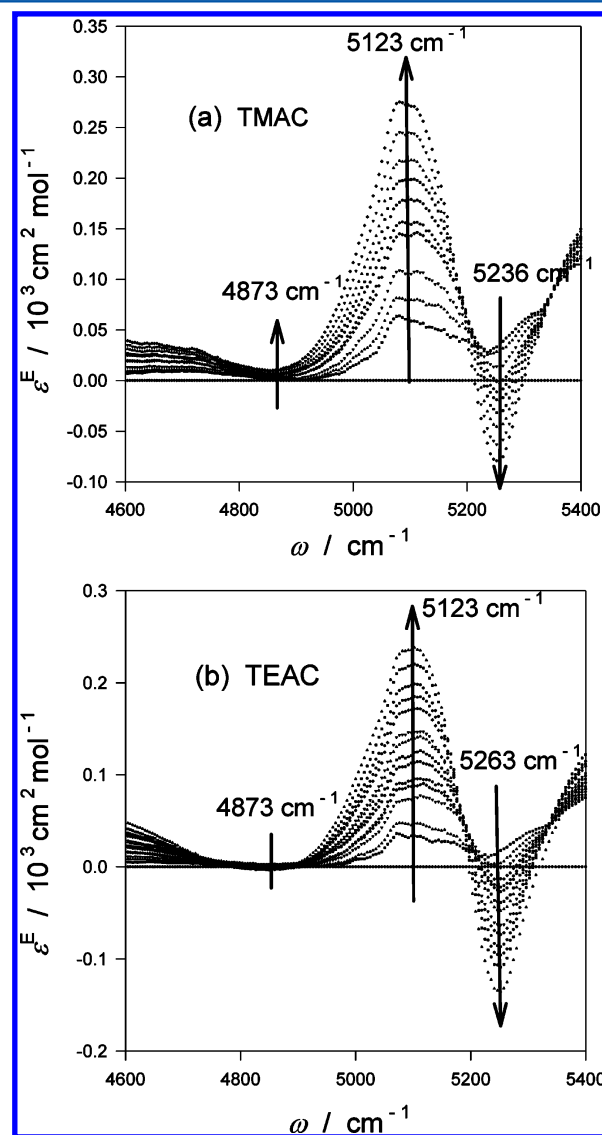 5123 cm⁻¹
0.35
0.30
(a) TMAC
0.25
0.20
0.15
5236 cm⁻¹
4873 cm⁻¹
0.10
0.05
0.00
-0.05
-0.10
εᴱ / 10³ cm² mol⁻¹
4600 4800 5000 5200 5400
ω / cm⁻¹
0.3
5123 cm⁻¹
(b) TEAC
0.2
5263 cm⁻¹
0.1
4873 cm⁻¹
0.0
-0.1
-0.2
εᴱ / 10³ cm² mol⁻¹
4600 4800 5000 5200 5400
ω / cm⁻¹